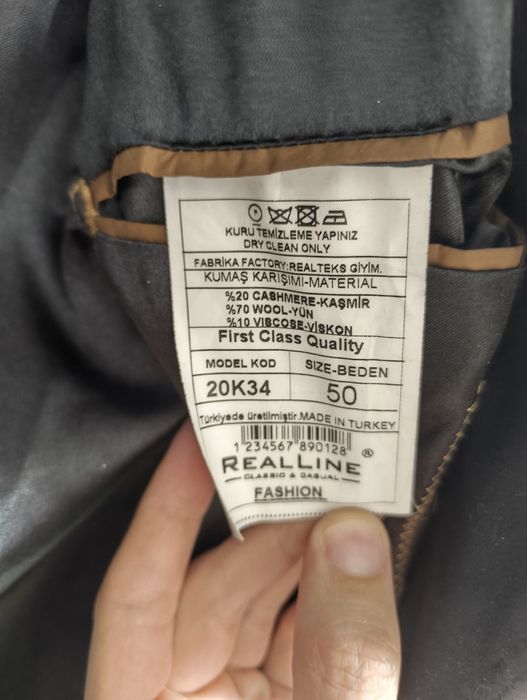 KURU TEMİZLEME YAPINIZ
DRY CLEAN ONLY
FABRİKA FACTORY:REALTEKS GİYİM.
KUMAŞ KARIŞIMI-MATERIAL
%20 CASHMERE-KAŞMİR
%70 WOOL-YÜN
%10 VISCOSE-VİSKON
First Class Quality
MODEL KOD SIZE-BEDEN
20K34 50
Türkiyede üretilmiştir.MADE IN TURKEY
1 234567 890128
REALLINE ®
CLASSIC & CASUAL
FASHION